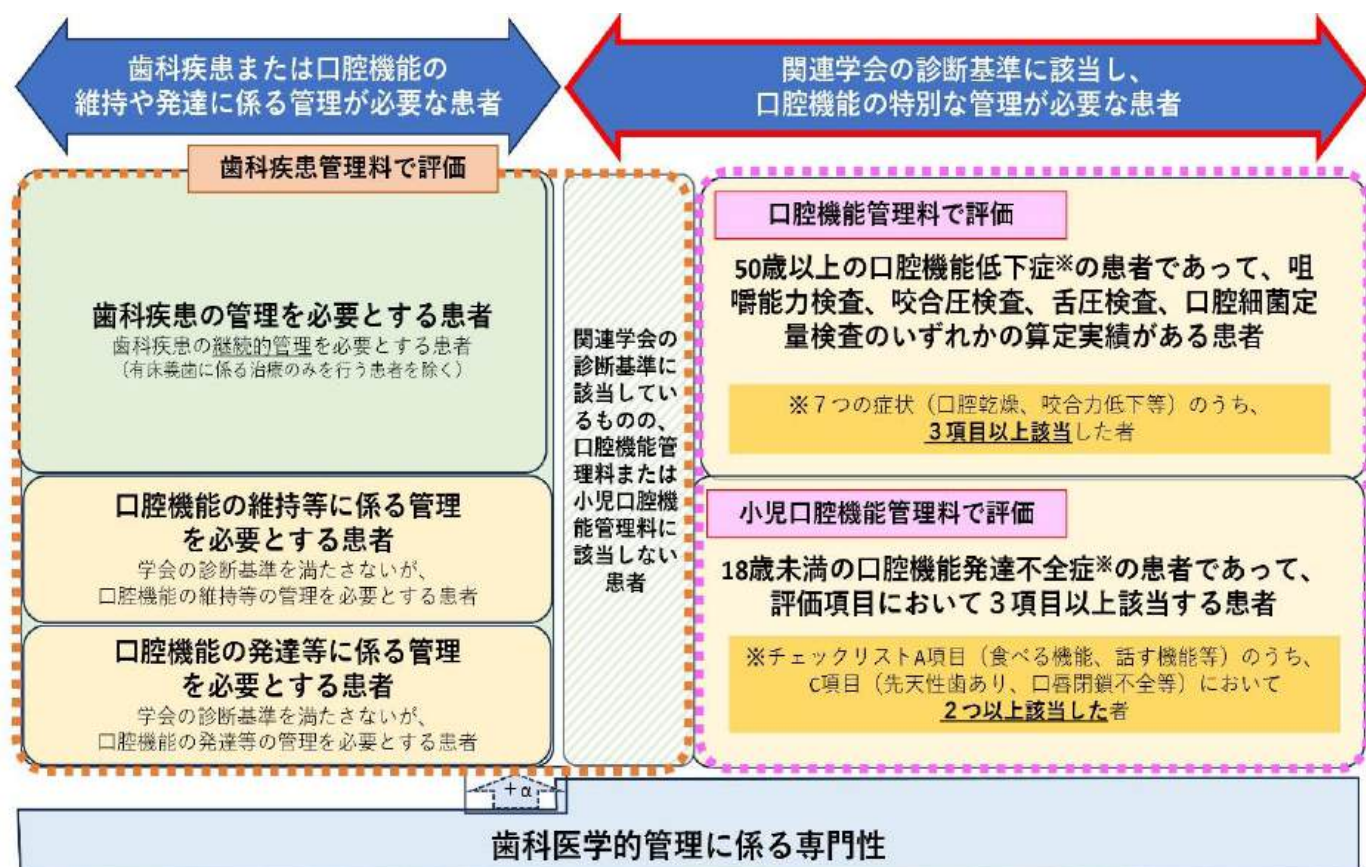 歯科疾患または口腔機能の
維持や発達に係る管理が必要な患者
関連学会の診断基準に該当し、
口腔機能の特別な管理が必要な患者
歯科疾患管理料で評価
歯科疾患の管理を必要とする患者
歯科疾患の継続的管理を必要とする患者
(有床義歯に係る治療のみを行う患者を除く)
口腔機能の維持等に係る管理
を必要とする患者
学会の診断基準を満たさないが、
口腔機能の維持等の管理を必要とする患者
口腔機能の発達等に係る管理
を必要とする患者
学会の診断基準を満たさないが、
口腔機能の発達等の管理を必要とする患者
関連学会の
診断基準に
該当してい
るものの、
口腔機能管
理料または
小児口腔機
能管理料に
該当しない
患者
口腔機能管理料で評価
50歳以上の口腔機能低下症※の患者であって、咀
嚼能力検査、咬合圧検査、舌圧検査、口腔細菌定
量検査のいずれかの算定実績がある患者
※７つの症状（口腔乾燥、咬合力低下等）のうち、
３項目以上該当した者
小児口腔機能管理料で評価
18歳未満の口腔機能発達不全症※の患者であって、
評価項目において３項目以上該当する患者
※チェックリストA項目（食べる機能、話す機能等）のうち、
C項目（先天性歯あり、口唇閉鎖不全等）において
２つ以上該当した者
+α
歯科医学的管理に係る専門性